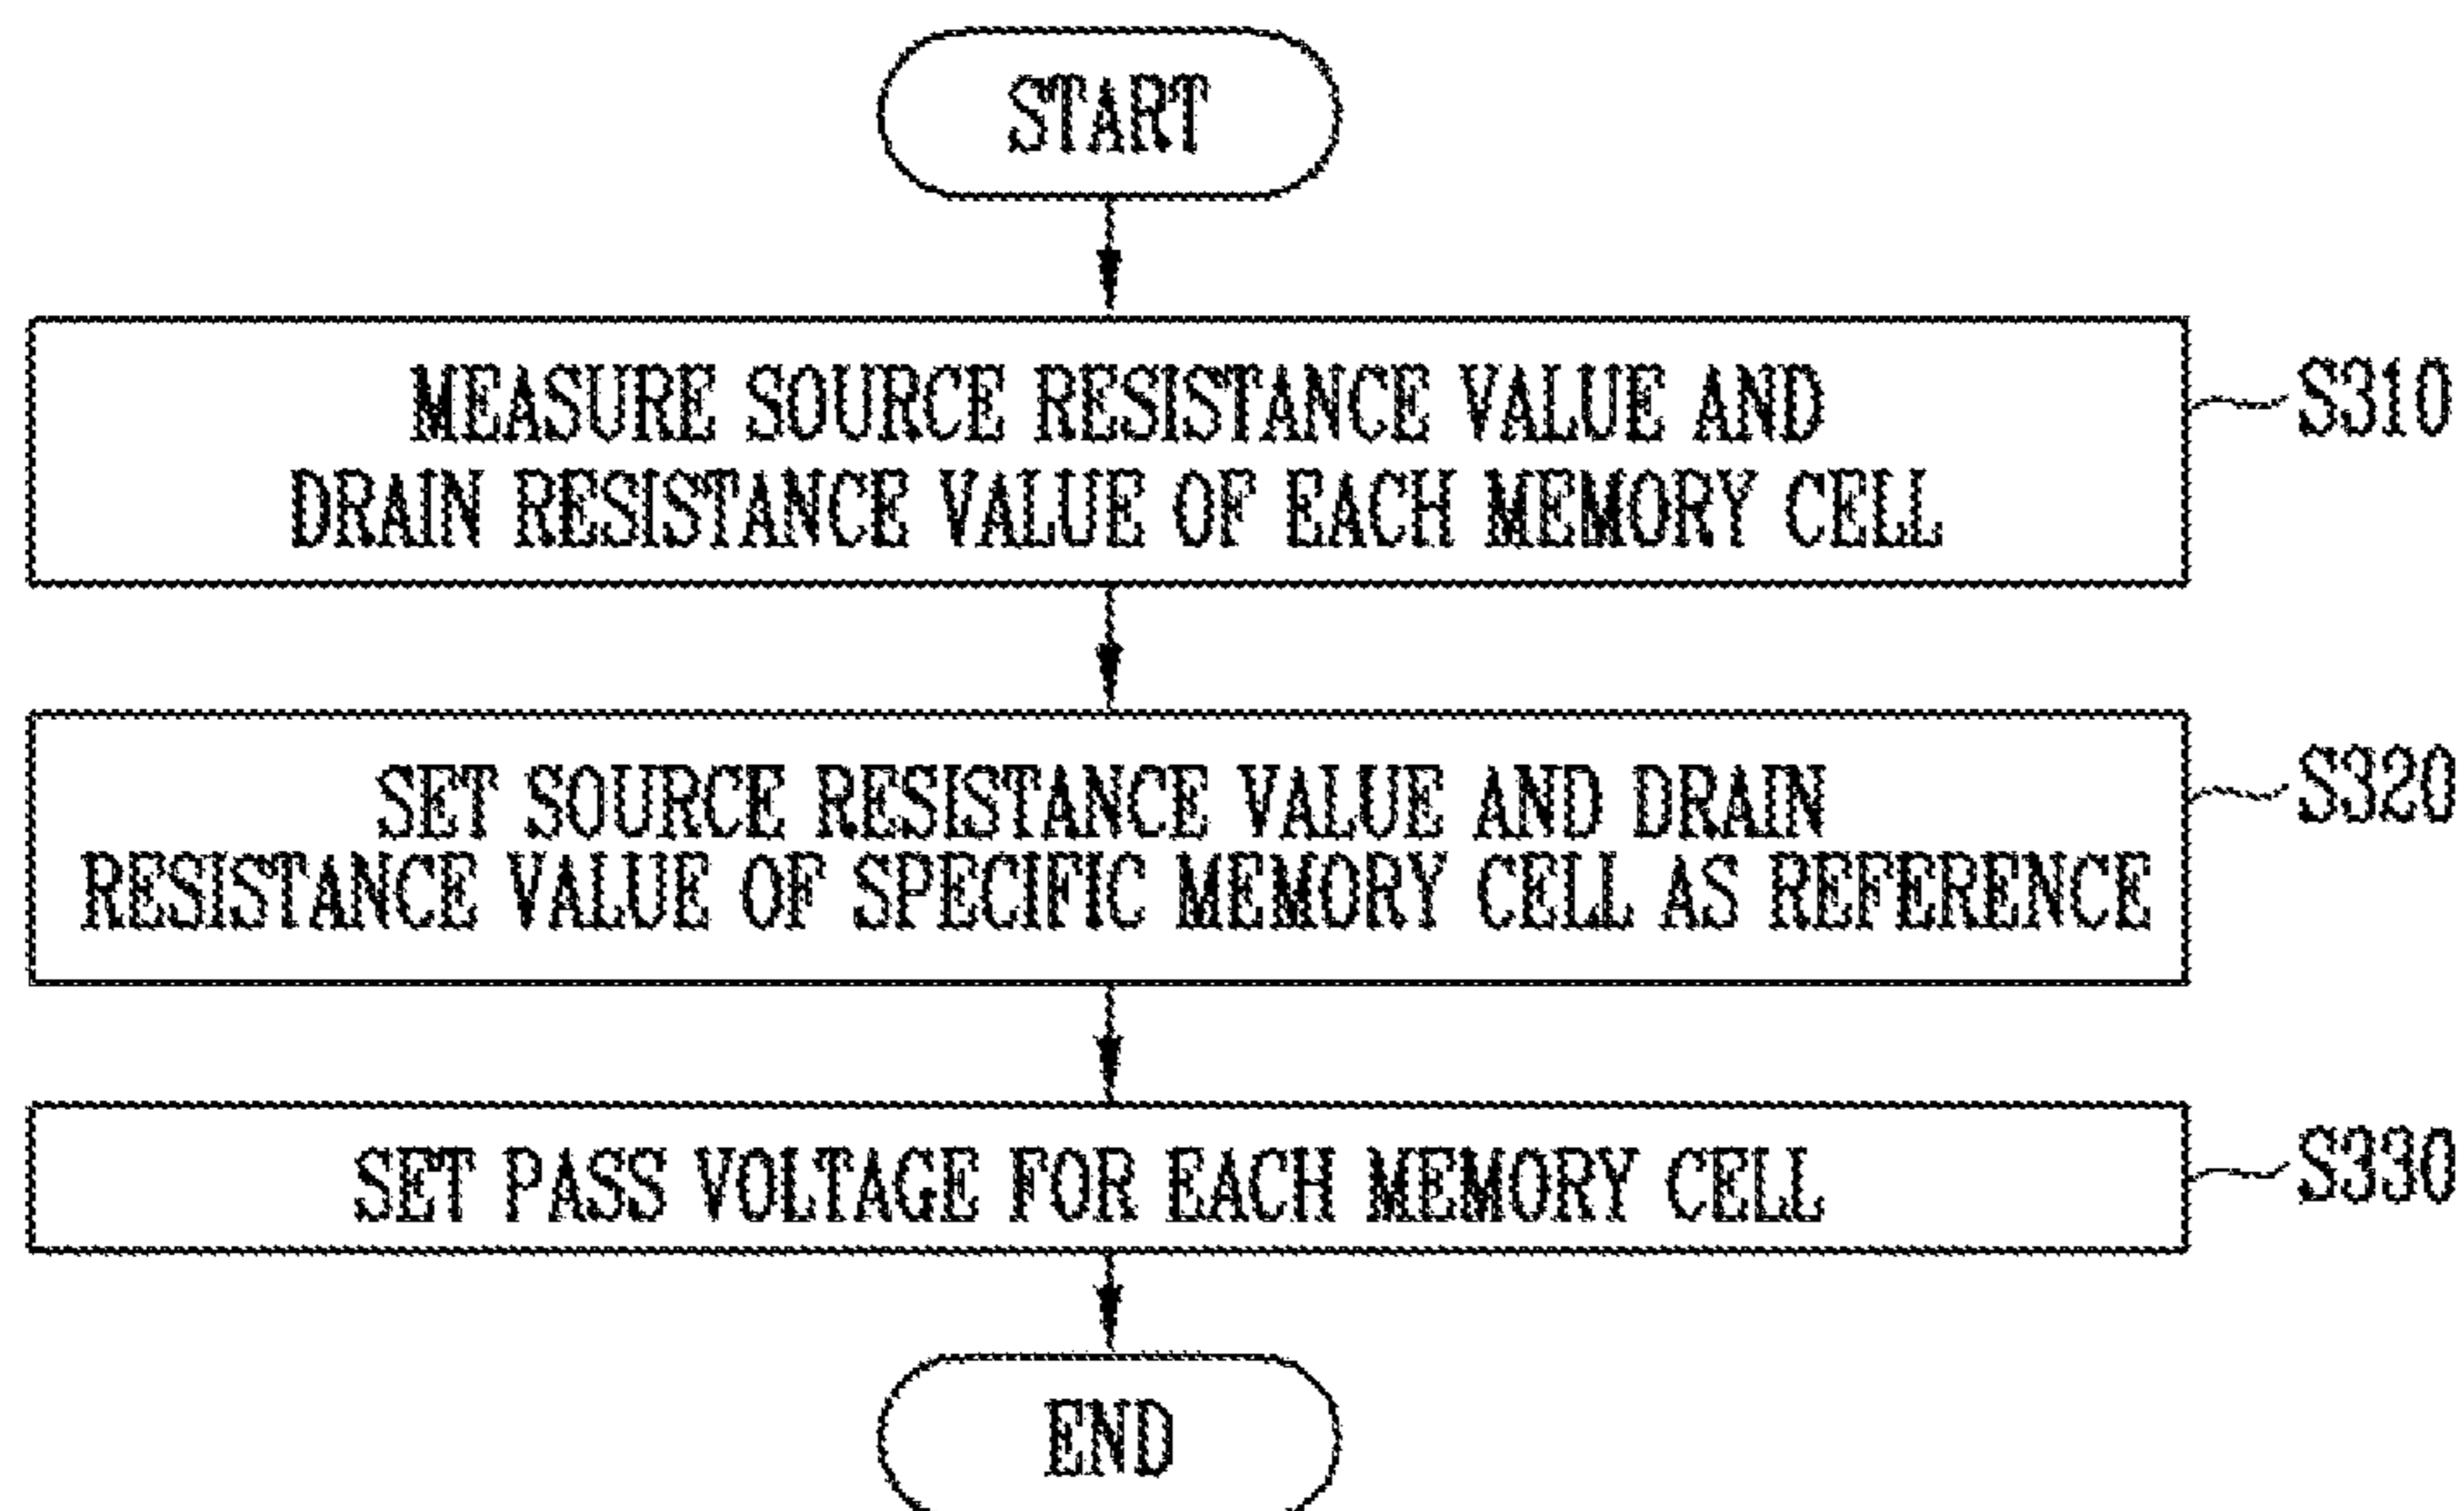 START
MEASURE SOURCE RESISTANCE VALUE AND
DRAIN RESISTANCE VALUE OF EACH MEMORY CELL
S310
SET SOURCE RESISTANCE VALUE AND DRAIN
RESISTANCE VALUE OF SPECIFIC MEMORY CELL AS REFERENCE
S320
SET PASS VOLTAGE FOR EACH MEMORY CELL
S330
END